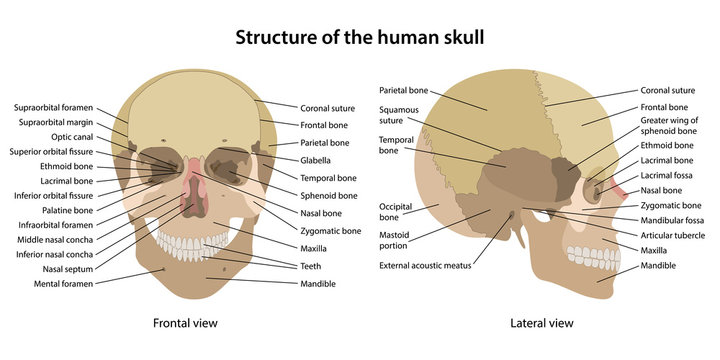 Structure of the human skull
Supraorbital foramen
Supraorbital margin
Optic canal
Superior orbital fissure
Ethmoid bone
Lacrimal bone
Inferior orbital fissure
Palatine bone
Infraorbital foramen
Middle nasal concha
Inferior nasal concha
Nasal septum
Mental foramen
Coronal suture
Frontal bone
Parietal bone
Glabella
Temporal bone
Sphenoid bone
Nasal bone
Zygomatic bone
Maxilla
Teeth
Mandible
Frontal view
Parietal bone
Squamous
suture
Temporal
bone
Occipital
bone
Mastoid
portion
External acoustic meatus
Coronal suture
Frontal bone
Greater wing of
sphenoid bone
Ethmoid bone
Lacrimal bone
Lacrimal fossa
Nasal bone
Zygomatic bone
Mandibular fossa
Articular tubercle
Maxilla
Mandible
Lateral view